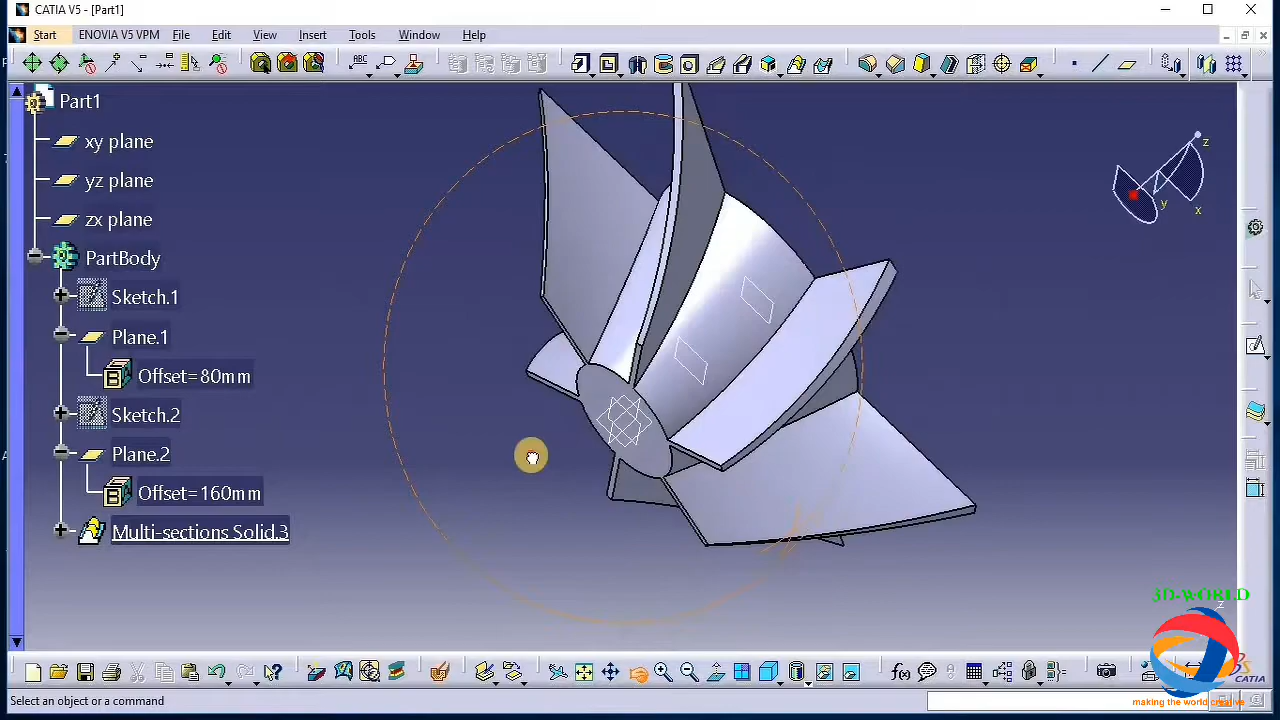 CATIA V5 - [Part1]
Start ENOVIA V5 VPM File Edit View Insert Tools Window Help
ABC
Part1
xy plane
yz plane
zx plane
PartBody
Sketch.1
Plane.1
Offset=80mm
Sketch.2
Plane.2
Offset=160mm
Multi-sections Solid.3
z
y
x
3D-WORLD
z
CATIA
making the world creative
f(x)
Select an object or a command